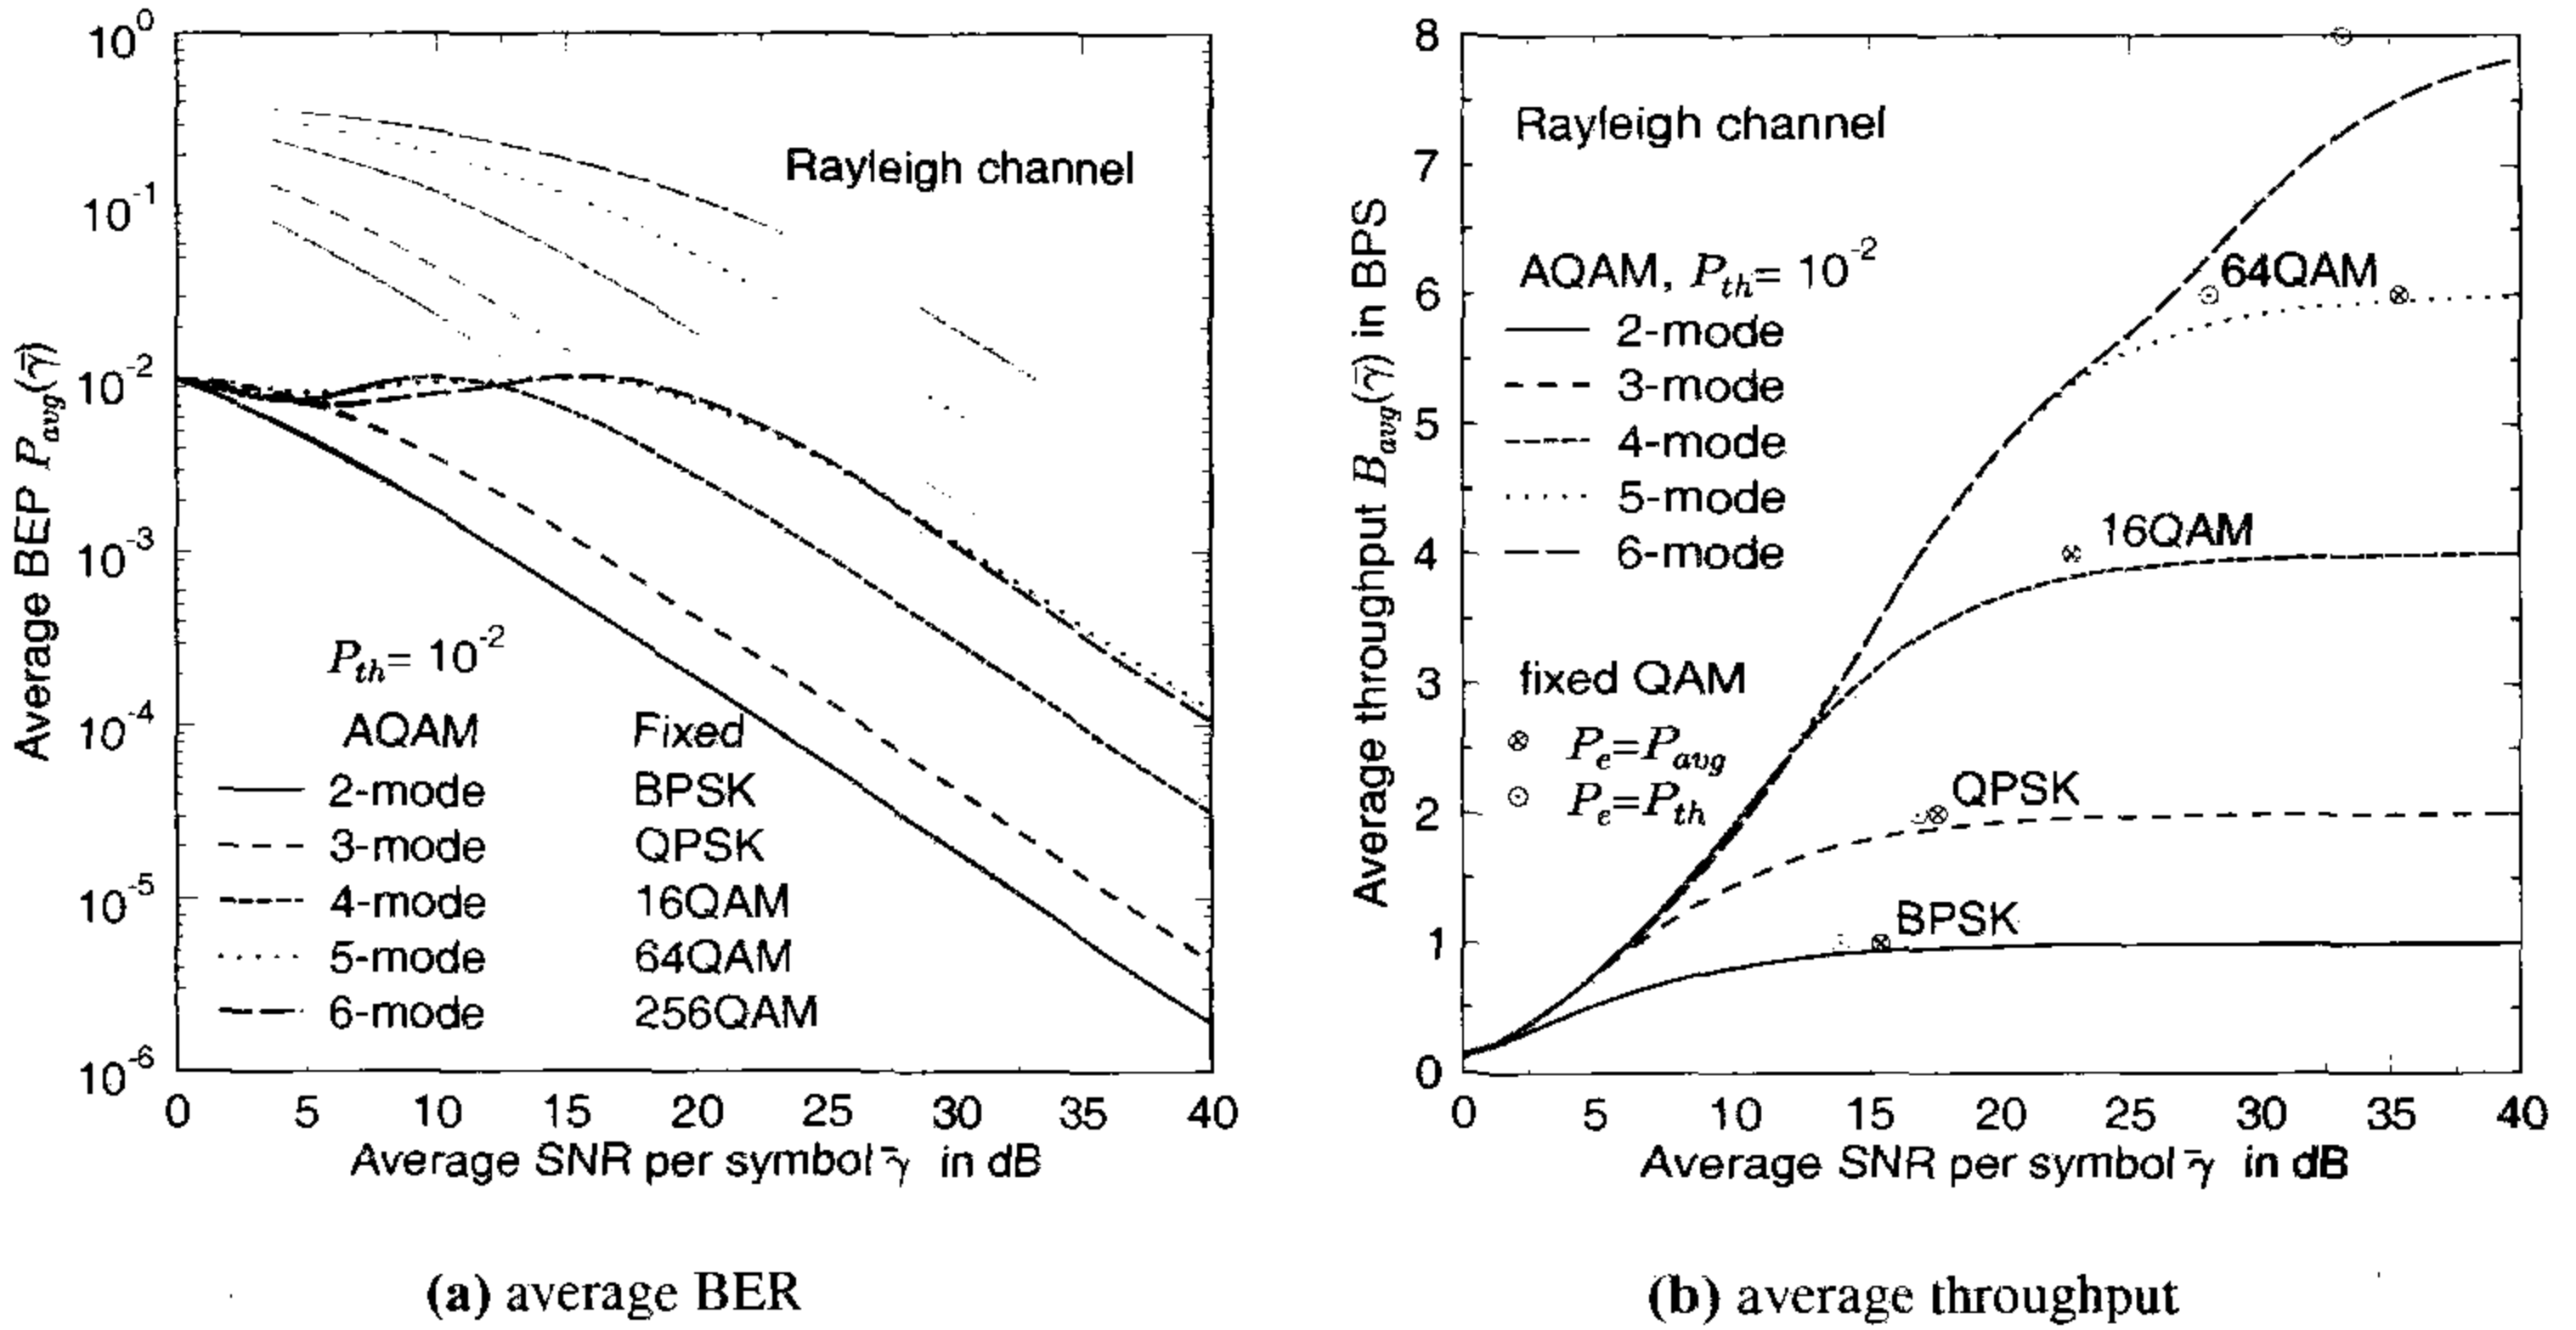 10^0
10^-1
10^-2
10^-3
10^-4
10^-5
10^-6
Average BEP P_avg(γ̄)
Rayleigh channel
P_th= 10^-2
AQAM Fixed
2-mode BPSK
3-mode QPSK
4-mode 16QAM
5-mode 64QAM
6-mode 256QAM
0 5 10 15 20 25 30 35 40
Average SNR per symbol γ̄ in dB
(a) average BER
8
7
6
5
4
3
2
1
0
Average throughput B_avg(γ̄) in BPS
Rayleigh channel
AQAM, P_th= 10^-2
2-mode
3-mode
4-mode
5-mode
6-mode
fixed QAM
⊗ P_e=P_avg
⊙ P_e=P_th
64QAM
16QAM
QPSK
BPSK
0 5 10 15 20 25 30 35 40
Average SNR per symbol γ̄ in dB
(b) average throughput